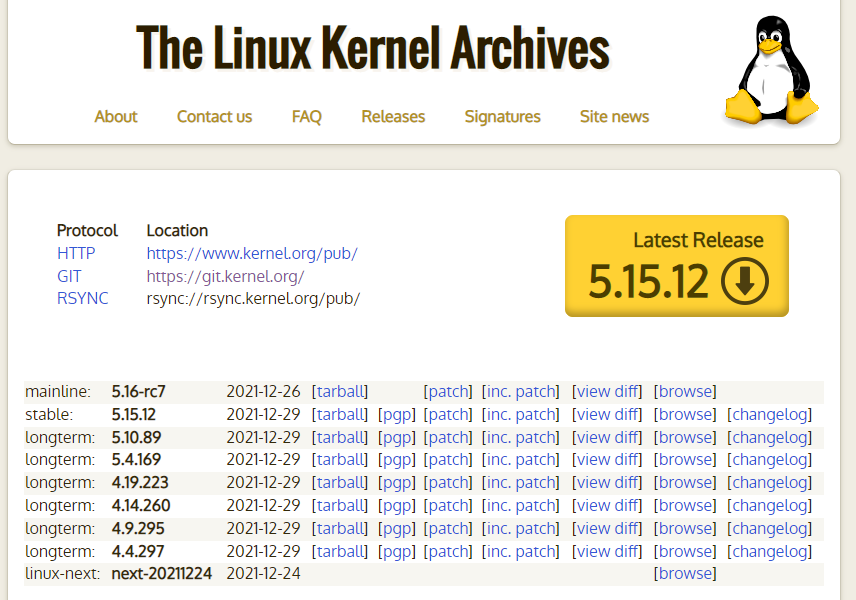 The Linux Kernel Archives
About Contact us FAQ Releases Signatures Site news
Protocol Location
HTTP https://www.kernel.org/pub/
GIT https://git.kernel.org/
RSYNC rsync://rsync.kernel.org/pub/
Latest Release
5.15.12
mainline: 5.16-rc7 2021-12-26 [tarball] [patch] [inc. patch] [view diff] [browse]
stable: 5.15.12 2021-12-29 [tarball] [pgp] [patch] [inc. patch] [view diff] [browse] [changelog]
longterm: 5.10.89 2021-12-29 [tarball] [pgp] [patch] [inc. patch] [view diff] [browse] [changelog]
longterm: 5.4.169 2021-12-29 [tarball] [pgp] [patch] [inc. patch] [view diff] [browse] [changelog]
longterm: 4.19.223 2021-12-29 [tarball] [pgp] [patch] [inc. patch] [view diff] [browse] [changelog]
longterm: 4.14.260 2021-12-29 [tarball] [pgp] [patch] [inc. patch] [view diff] [browse] [changelog]
longterm: 4.9.295 2021-12-29 [tarball] [pgp] [patch] [inc. patch] [view diff] [browse] [changelog]
longterm: 4.4.297 2021-12-29 [tarball] [pgp] [patch] [inc. patch] [view diff] [browse] [changelog]
linux-next: next-20211224 2021-12-24 [browse]